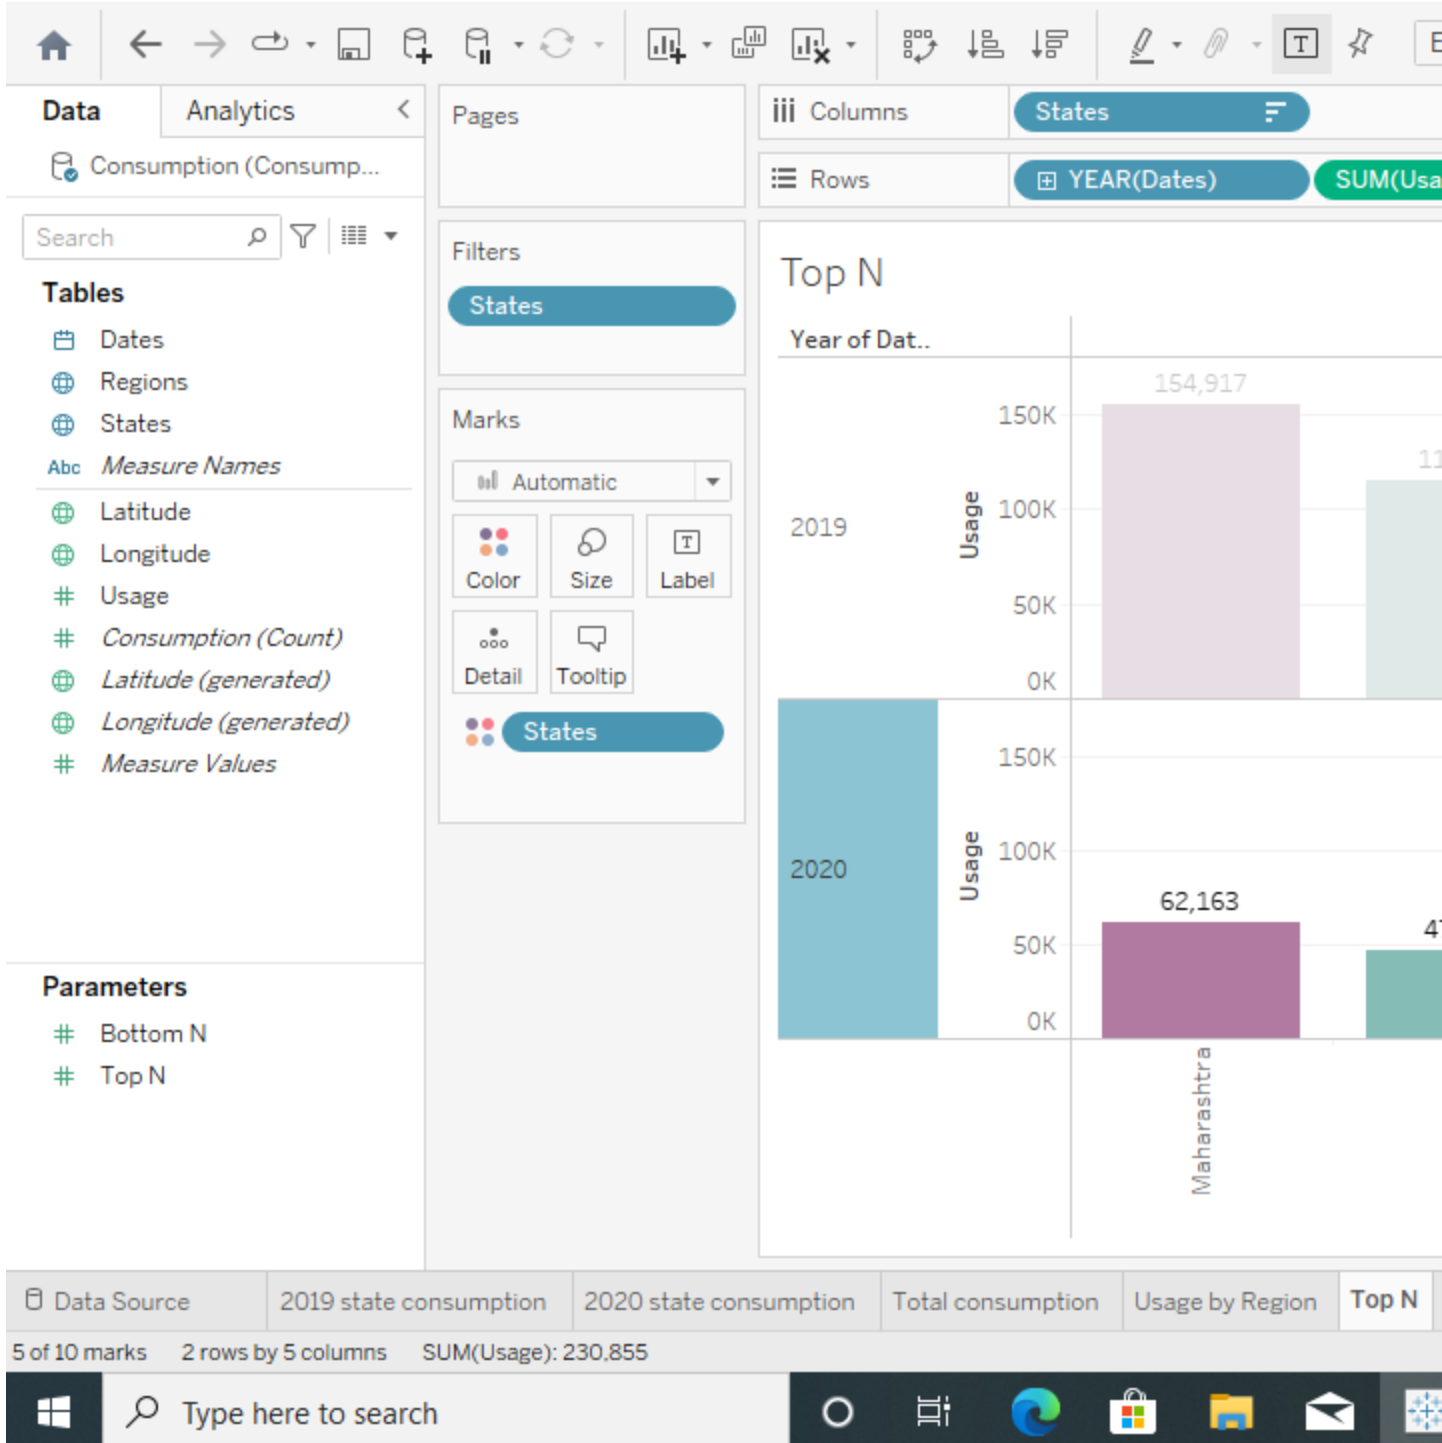 Data
Analytics
Consumption (Consump...
Search
Tables
Dates
Regions
States
Abc Measure Names
Latitude
Longitude
Usage
Consumption (Count)
Latitude (generated)
Longitude (generated)
Measure Values
Parameters
Bottom N
Top N
Pages
Filters
States
Marks
Automatic
Color Size Label
Detail Tooltip
States
Columns States
Rows YEAR(Dates) SUM(Usa
Top N
Year of Dat..
2019
Usage
150K
100K
50K
0K
154,917
11
2020
Usage
150K
100K
50K
0K
62,163
47
Maharashtra
Data Source 2019 state consumption 2020 state consumption Total consumption Usage by Region Top N
5 of 10 marks 2 rows by 5 columns SUM(Usage): 230,855
Type here to search